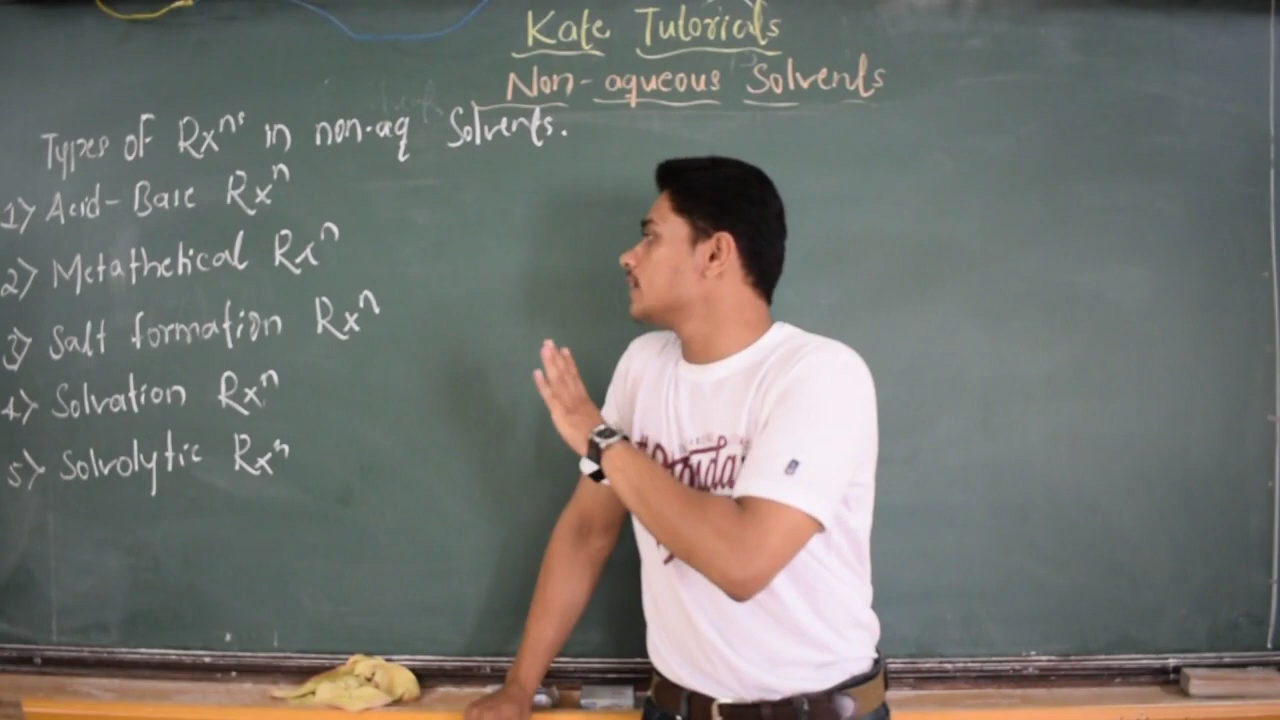 Kate Tutorials
Non-aqueous Solvents
Types of Rxⁿˢ in non-aq Solvents.
1) Acid-Base Rxⁿ
2) Metathetical Rxⁿ
3) Salt formation Rxⁿ
4) Solvation Rxⁿ
5) Solvolytic Rxⁿ